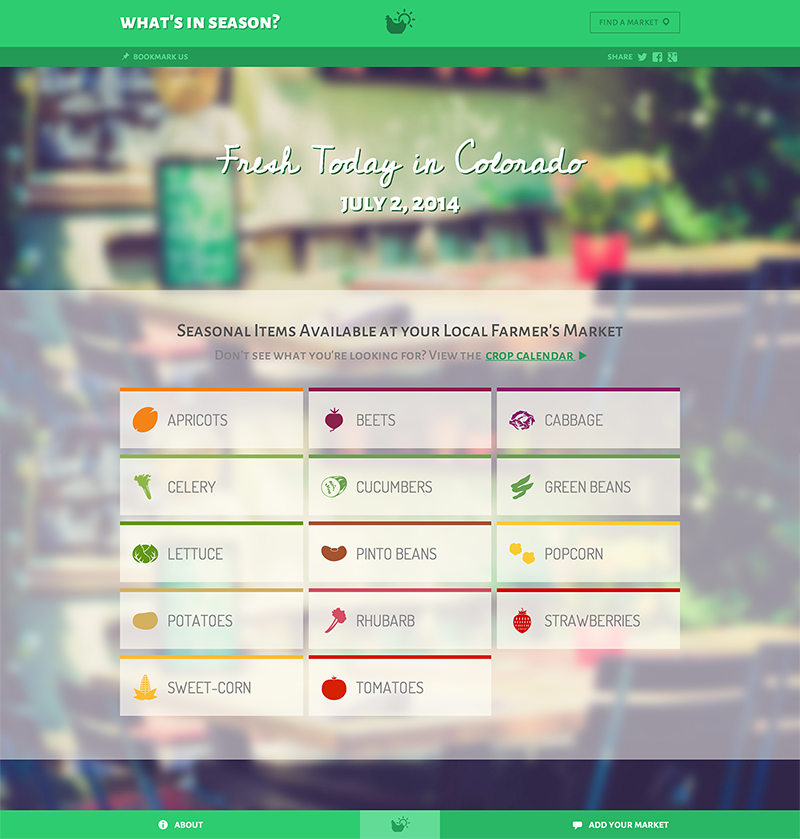 WHAT'S IN SEASON?
FIND A MARKET
BOOKMARK US
SHARE
Fresh Today in Colorado
JULY 2, 2014
Seasonal Items Available at your Local Farmer's Market
Don't see what you're looking for? View the crop calendar
APRICOTS
BEETS
CABBAGE
CELERY
CUCUMBERS
GREEN BEANS
LETTUCE
PINTO BEANS
POPCORN
POTATOES
RHUBARB
STRAWBERRIES
SWEET-CORN
TOMATOES
ABOUT
ADD YOUR MARKET